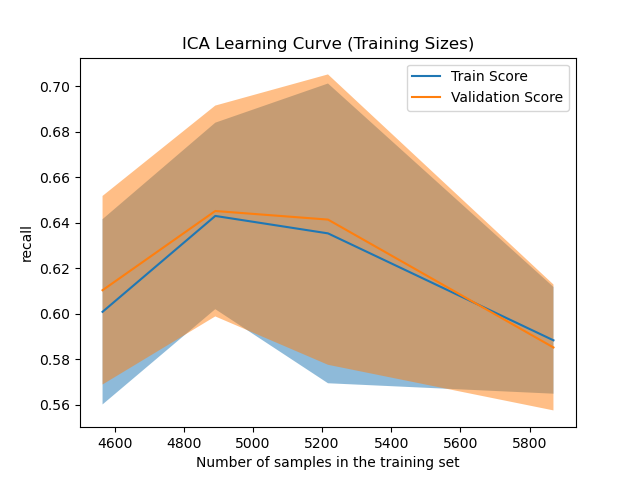 ICA Learning Curve (Training Sizes)
Train Score
Validation Score
0.70
0.68
0.66
0.64
0.62
0.60
0.58
0.56
recall
4600 4800 5000 5200 5400 5600 5800
Number of samples in the training set